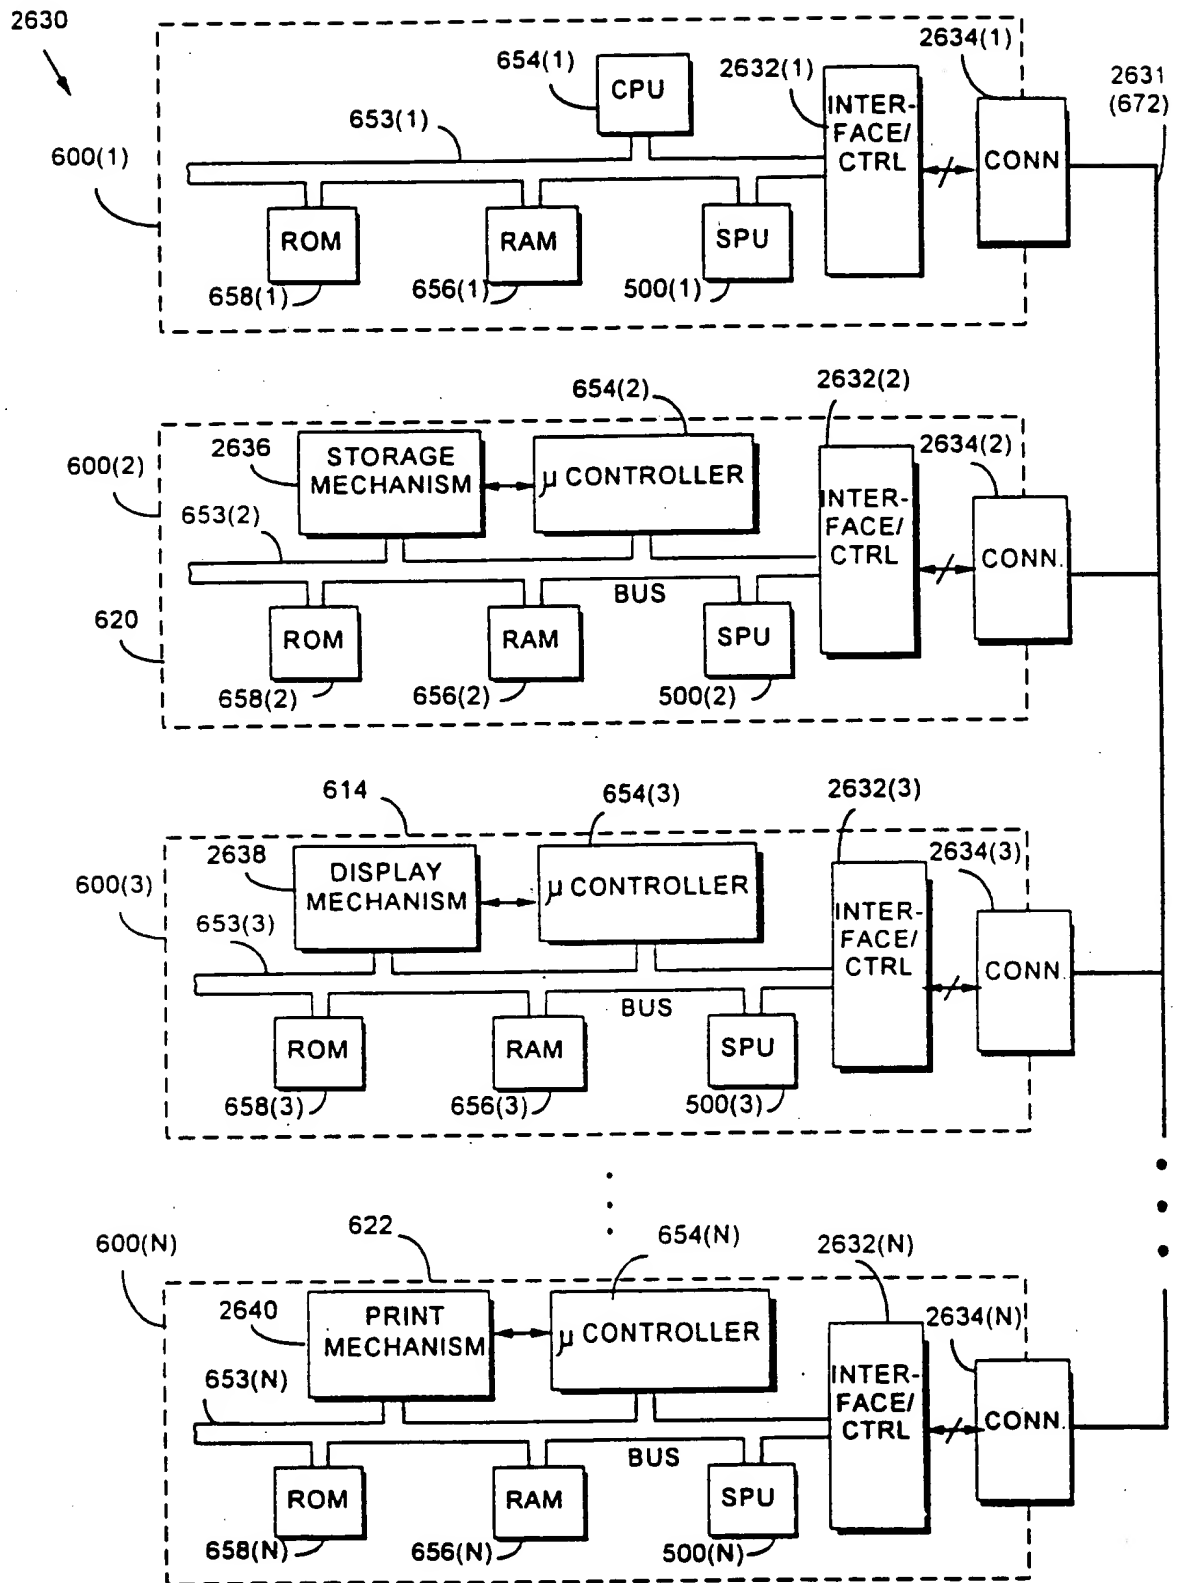 2630
2634(1)
654(1)
2632(1)
2631
(672)
CPU
INTER-
FACE/
CTRL
653(1)
600(1)
CONN
ROM
RAM
SPU
658(1)
656(1)
500(1)
654(2)
2632(2)
2636
STORAGE
MECHANISM
μ CONTROLLER
2634(2)
600(2)
INTER-
FACE/
CTRL
653(2)
CONN.
BUS
620
ROM
RAM
SPU
658(2)
656(2)
500(2)
614
654(3)
2632(3)
2638
DISPLAY
MECHANISM
μ CONTROLLER
2634(3)
600(3)
INTER-
FACE/
CTRL
653(3)
CONN.
BUS
ROM
RAM
SPU
658(3)
656(3)
500(3)
622
654(N)
2632(N)
600(N)
2640
PRINT
MECHANISM
μ CONTROLLER
2634(N)
653(N)
INTER-
FACE/
CTRL
CONN.
BUS
ROM
RAM
SPU
658(N)
656(N)
500(N)